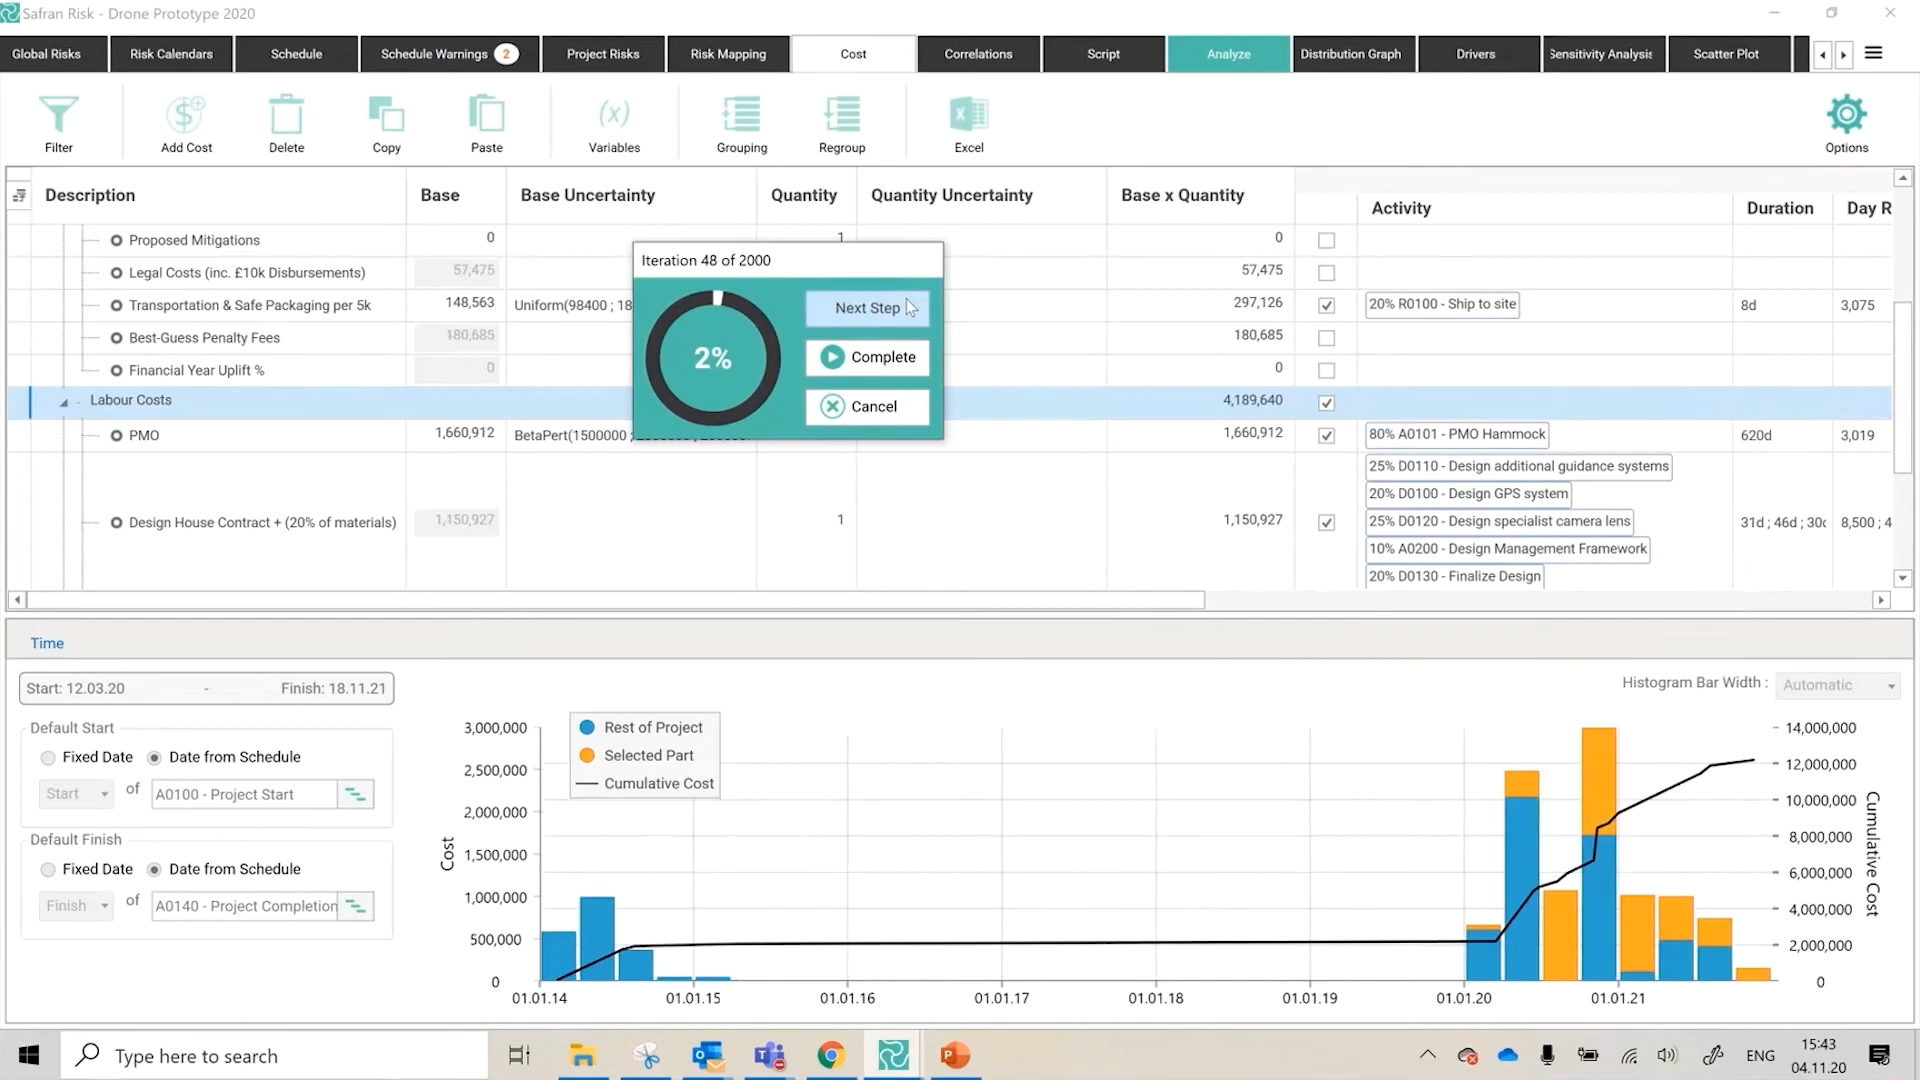 Safran Risk - Drone Prototype 2020
Global Risks
Risk Calendars
Schedule
Schedule Warnings 2
Project Risks
Risk Mapping
Cost
Correlations
Script
Analyze
Distribution Graph
Drivers
Sensitivity Analysis
Scatter Plot
Filter
Add Cost
Delete
Copy
Paste
Variables
Grouping
Regroup
Excel
Options
Description Base Base Uncertainty Quantity Quantity Uncertainty Base x Quantity Activity Duration Day R
Proposed Mitigations 0 1 0
Legal Costs (inc. £10k Disbursements) 57,475 57,475
Transportation & Safe Packaging per 5k 148,563 Uniform(98400 ; 18 297,126 20% R0100 - Ship to site 8d 3,075
Best-Guess Penalty Fees 180,685 180,685
Financial Year Uplift % 0 0
Labour Costs 4,189,640
PMO 1,660,912 BetaPert(1500000 ; 1,660,912 80% A0101 - PMO Hammock 620d 3,019
25% D0110 - Design additional guidance systems
20% D0100 - Design GPS system
Design House Contract + (20% of materials) 1,150,927 1 1,150,927 25% D0120 - Design specialist camera lens 31d ; 46d ; 30d 8,500 ; 4
10% A0200 - Design Management Framework
20% D0130 - Finalize Design
Iteration 48 of 2000
2%
Next Step
Complete
Cancel
Time
Start: 12.03.20 - Finish: 18.11.21
Default Start
Fixed Date Date from Schedule
Start of A0100 - Project Start
Default Finish
Fixed Date Date from Schedule
Finish of A0140 - Project Completion
Histogram Bar Width : Automatic
Rest of Project
Selected Part
Cumulative Cost
Cost
3,000,000
2,500,000
2,000,000
1,500,000
1,000,000
500,000
0
01.01.14 01.01.15 01.01.16 01.01.17 01.01.18 01.01.19 01.01.20 01.01.21
14,000,000
12,000,000
10,000,000
8,000,000
6,000,000
4,000,000
2,000,000
0
Cumulative Cost
Type here to search
ENG
15:43
04.11.20